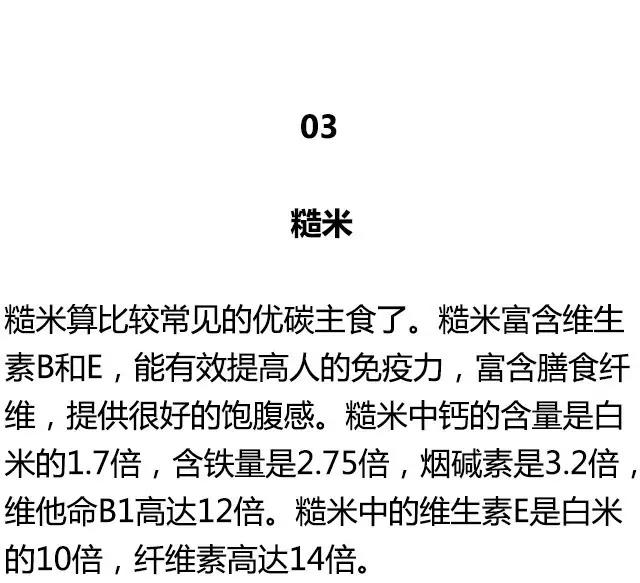 03
糙米
糙米算比较常见的优碳主食了。糙米富含维生
素B和E，能有效提高人的免疫力，富含膳食纤
维，提供很好的饱腹感。糙米中钙的含量是白
米的1.7倍，含铁量是2.75倍，烟碱素是3.2倍，
维他命B1高达12倍。糙米中的维生素E是白米
的10倍，纤维素高达14倍。